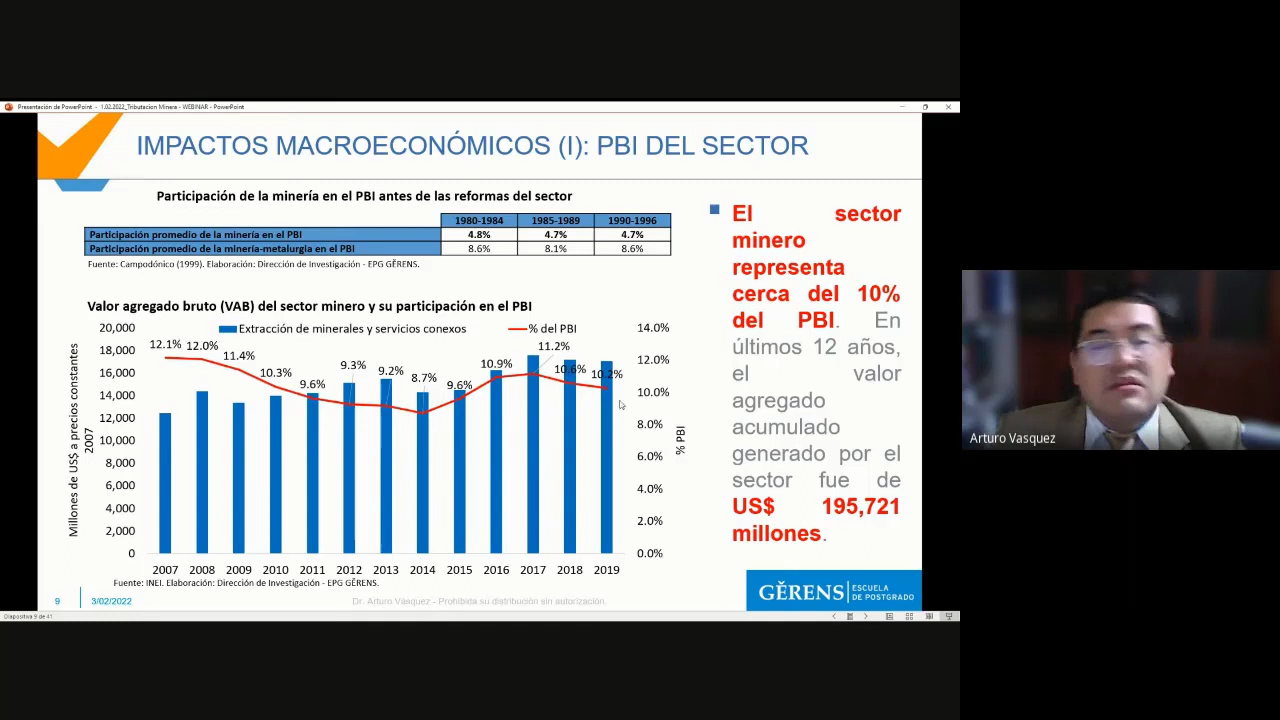 Presentación de PowerPoint - 1.02.2022_Tributacion Minera - WEBINAR - PowerPoint
IMPACTOS MACROECONÓMICOS (I): PBI DEL SECTOR
Participación de la minería en el PBI antes de las reformas del sector
1980-1984 1985-1989 1990-1996
Participación promedio de la minería en el PBI 4.8% 4.7% 4.7%
Participación promedio de la minería-metalurgia en el PBI 8.6% 8.1% 8.6%
Fuente: Campodónico (1999). Elaboración: Dirección de Investigación - EPG GĚRENS.
Valor agregado bruto (VAB) del sector minero y su participación en el PBI
Extracción de minerales y servicios conexos % del PBI
Millones de US$ a precios constantes
2007
20,000
18,000
16,000
14,000
12,000
10,000
8,000
6,000
4,000
2,000
0
12.1% 12.0% 11.4% 10.3% 9.6% 9.3% 9.2% 8.7% 9.6% 10.9% 11.2% 10.6% 10.2%
14.0%
12.0%
10.0%
8.0%
6.0%
4.0%
2.0%
0.0%
% PBI
2007 2008 2009 2010 2011 2012 2013 2014 2015 2016 2017 2018 2019
Fuente: INEI. Elaboración: Dirección de Investigación - EPG GĚRENS.
El sector
minero
representa
cerca del 10%
del PBI. En
últimos 12 años,
el valor
agregado
acumulado
generado por el
sector fue de
US$ 195,721
millones.
9 3/02/2022
Dr. Arturo Vásquez - Prohibida su distribución sin autorización.
GĚRENS ESCUELA
DE POSTGRADO
Diapositiva 9 de 41
Arturo Vasquez